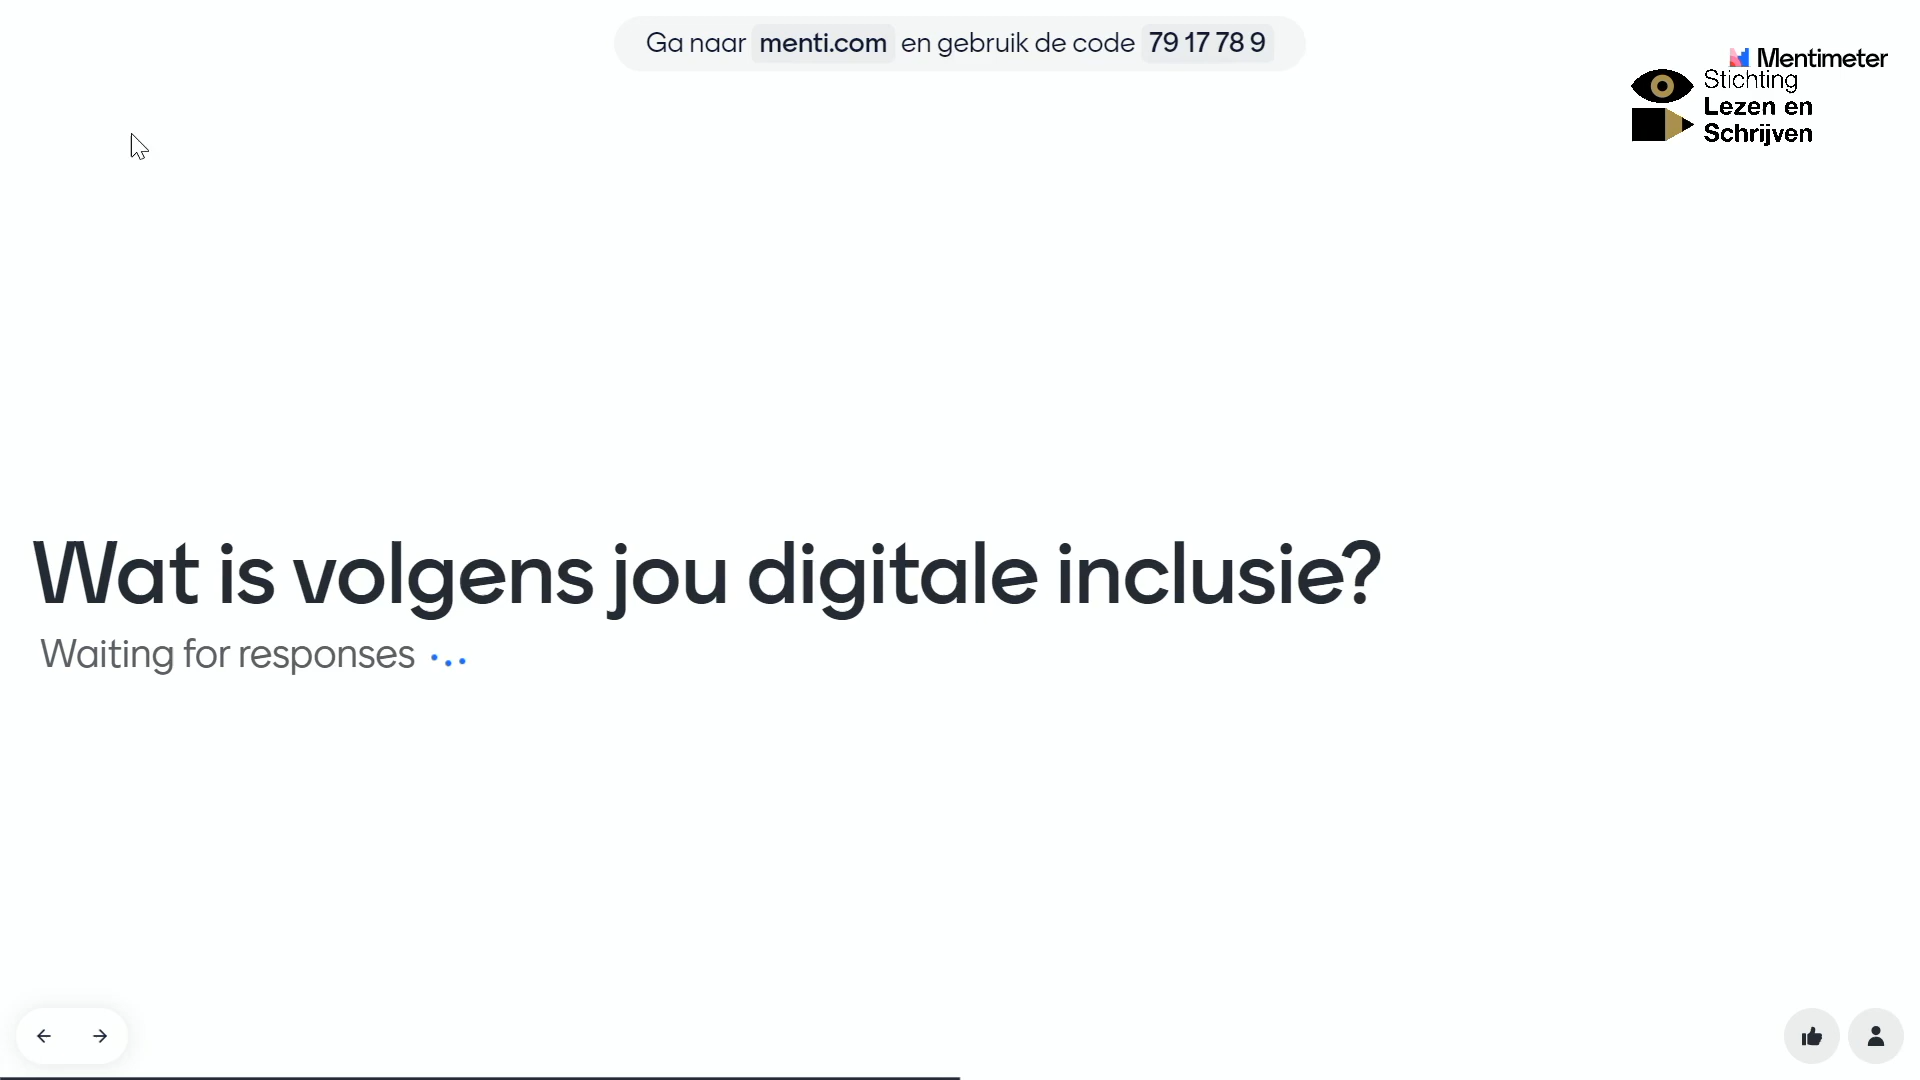 Ga naar menti.com en gebruik de code 79 17 78 9
Mentimeter
Stichting
Lezen en
Schrijven
Wat is volgens jou digitale inclusie?
Waiting for responses